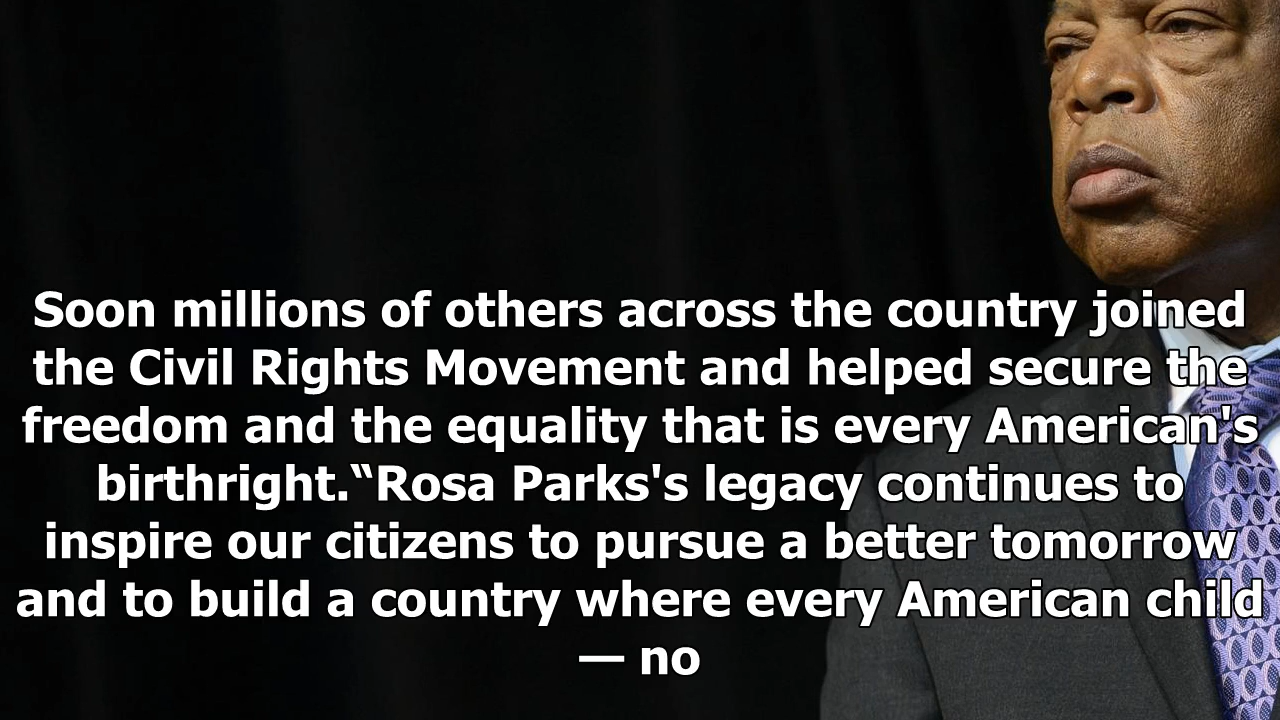 Soon millions of others across the country joined
the Civil Rights Movement and helped secure the
freedom and the equality that is every American's
birthright.“Rosa Parks's legacy continues to
inspire our citizens to pursue a better tomorrow
and to build a country where every American child
— no